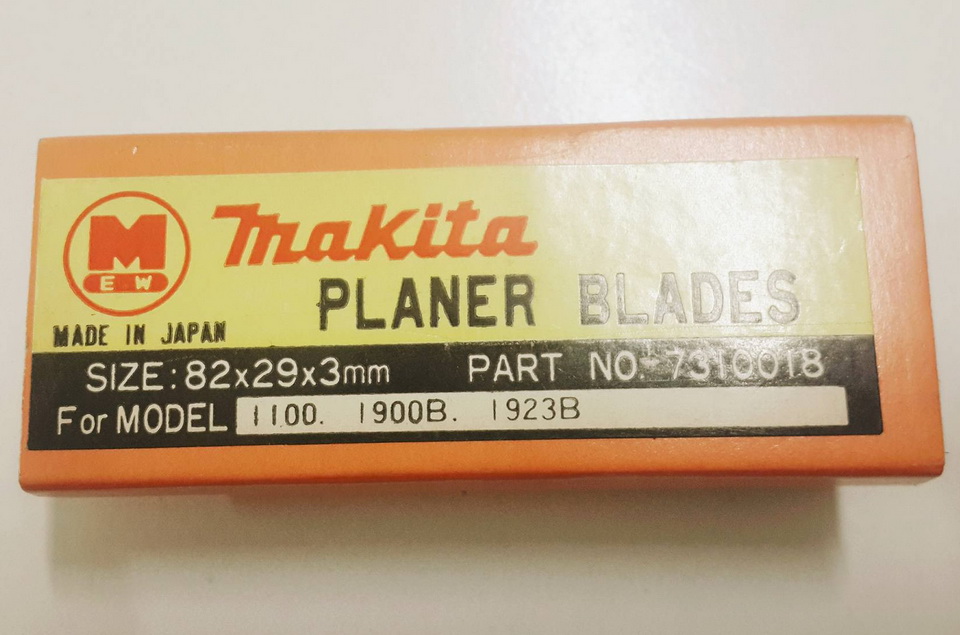 M
E W
Makita
PLANER BLADES
MADE IN JAPAN
SIZE:82x29x3mm PART NO.-7310018
For MODEL 1100. 1900B. 1923B